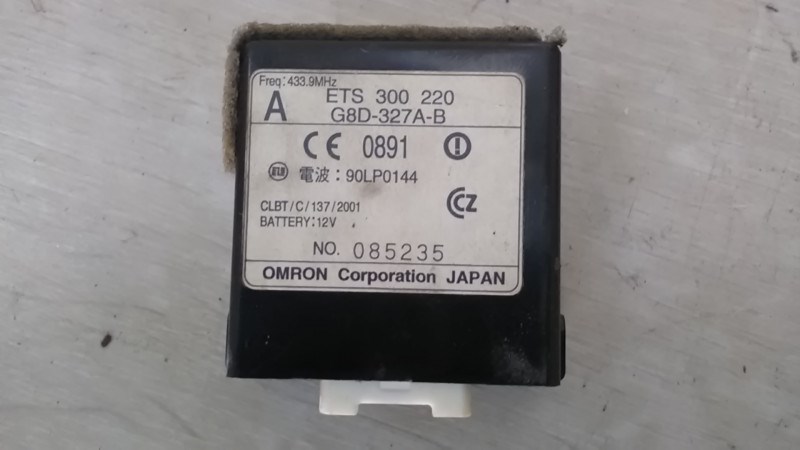 Freq: 433.9MHz
A ETS 300 220
G8D-327A-B
CE 0891
電波: 90LP0144
CLBT/C/137/2001
BATTERY:12V
CZ
NO. 085235
OMRON Corporation JAPAN